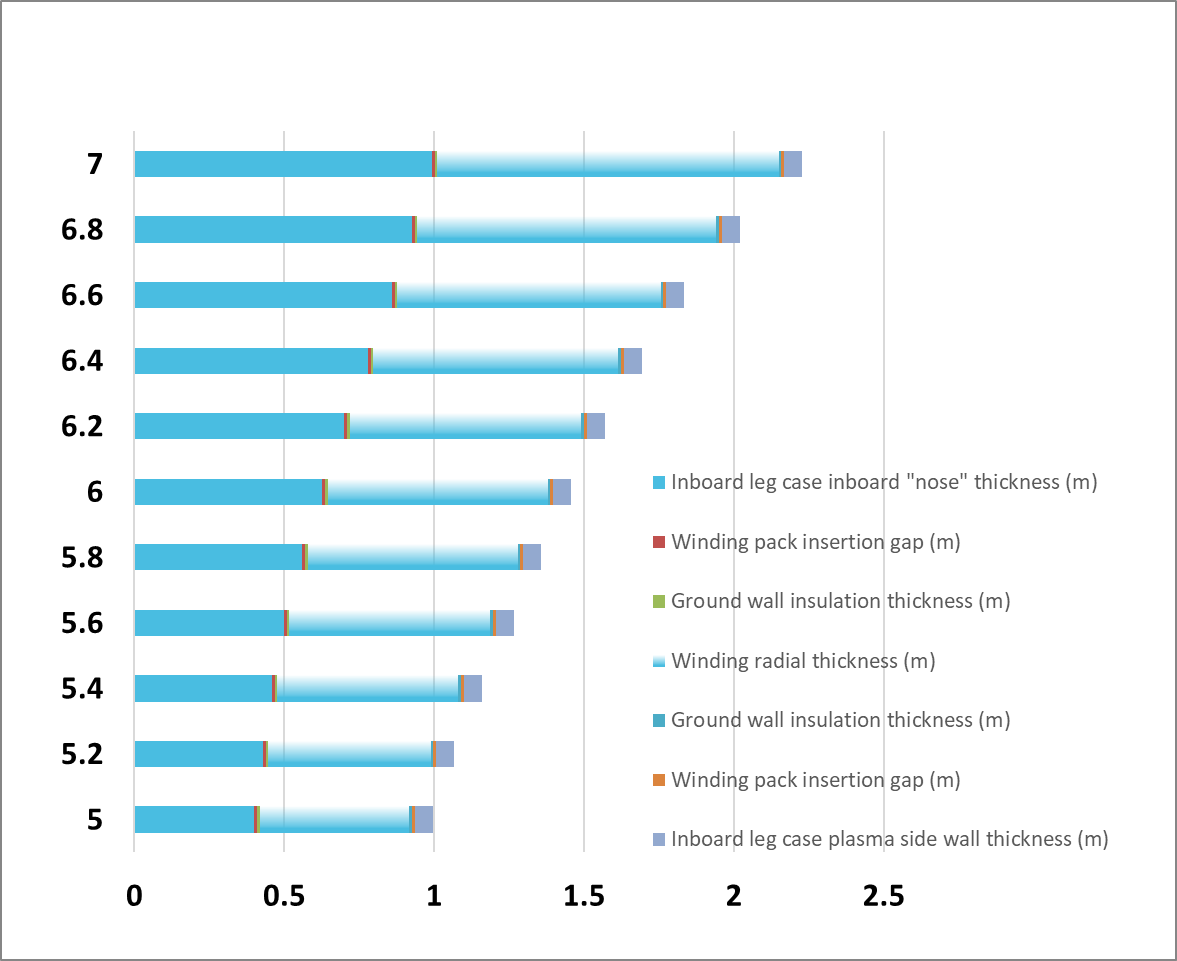 7
6.8
6.6
6.4
6.2
6
5.8
5.6
5.4
5.2
5
0 0.5 1 1.5 2 2.5
Inboard leg case inboard "nose" thickness (m)
Winding pack insertion gap (m)
Ground wall insulation thickness (m)
Winding radial thickness (m)
Ground wall insulation thickness (m)
Winding pack insertion gap (m)
Inboard leg case plasma side wall thickness (m)